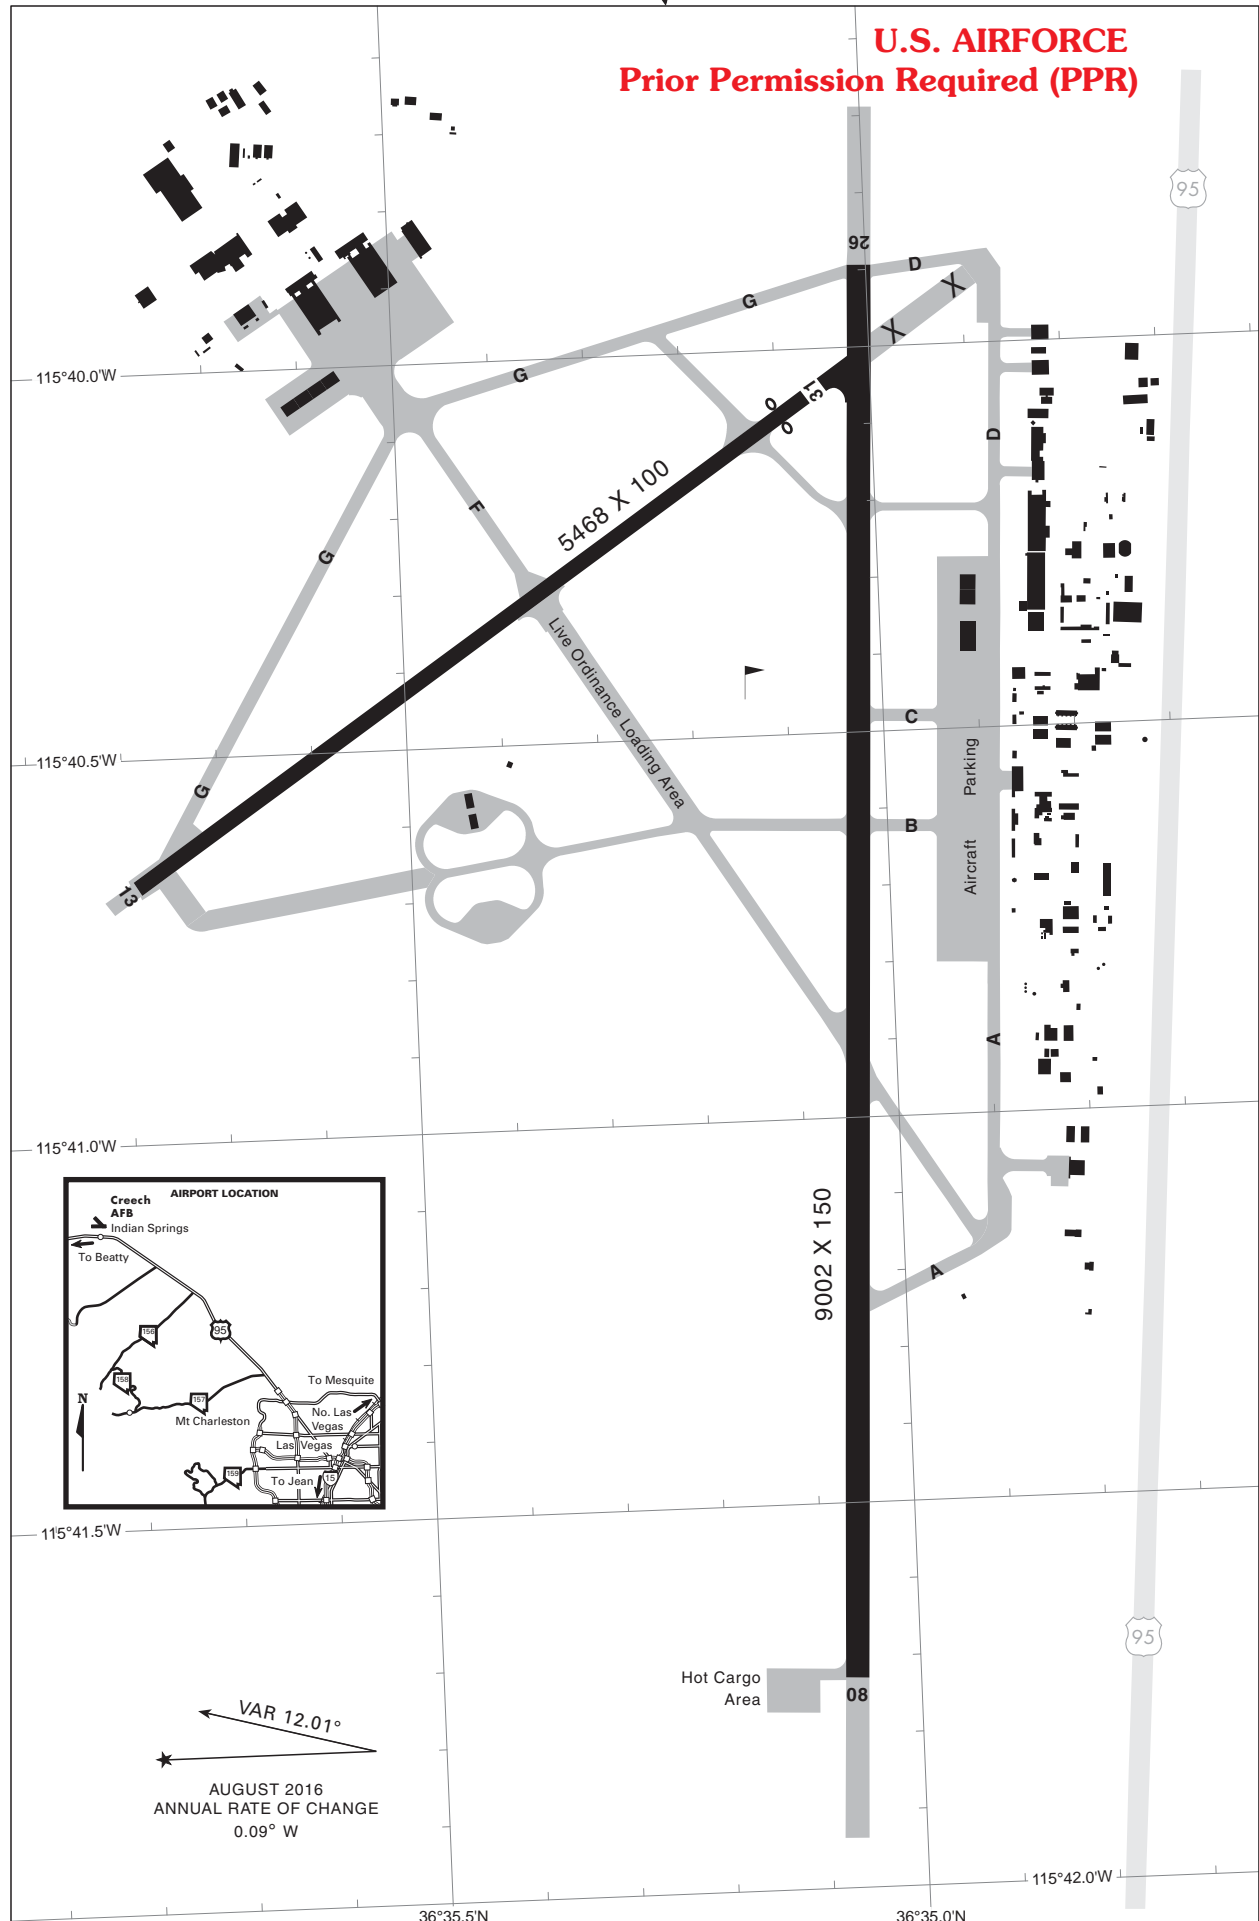 U.S. AIRFORCE
Prior Permission Required (PPR)
95
26
D
X
G
X
115°40.0'W
G
31
D
5468 X 100
F
G
Live Ordinance Loading Area
C
115°40.5'W
Parking
G
B
Aircraft
13
A
115°41.0'W
AIRPORT LOCATION
Creech
AFB
Indian Springs
To Beatty
9002 X 150
A
156
95
158
To Mesquite
N
157
No. Las
Vegas
Mt Charleston
Las Vegas
159
To Jean
15
115°41.5'W
95
Hot Cargo
Area
08
VAR 12.01°
AUGUST 2016
ANNUAL RATE OF CHANGE
0.09° W
115°42.0'W
36°35.5'N
36°35.0'N